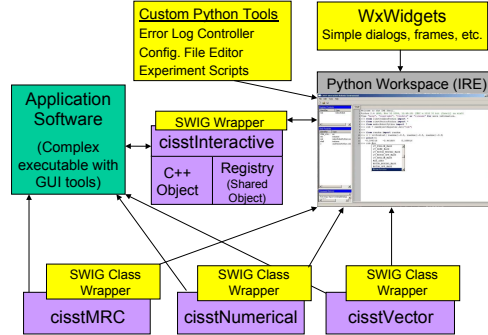 Custom Python Tools
Error Log Controller
Config. File Editor
Experiment Scripts
WxWidgets
Simple dialogs, frames, etc.
Python Workspace (IRE)
Application
Software
(Complex
executable with
GUI tools)
SWIG Wrapper
cisstInteractive
C++
Object
Registry
(Shared
Object)
SWIG Class
Wrapper
cisstMRC
SWIG Class
Wrapper
cisstNumerical
SWIG Class
Wrapper
cisstVector